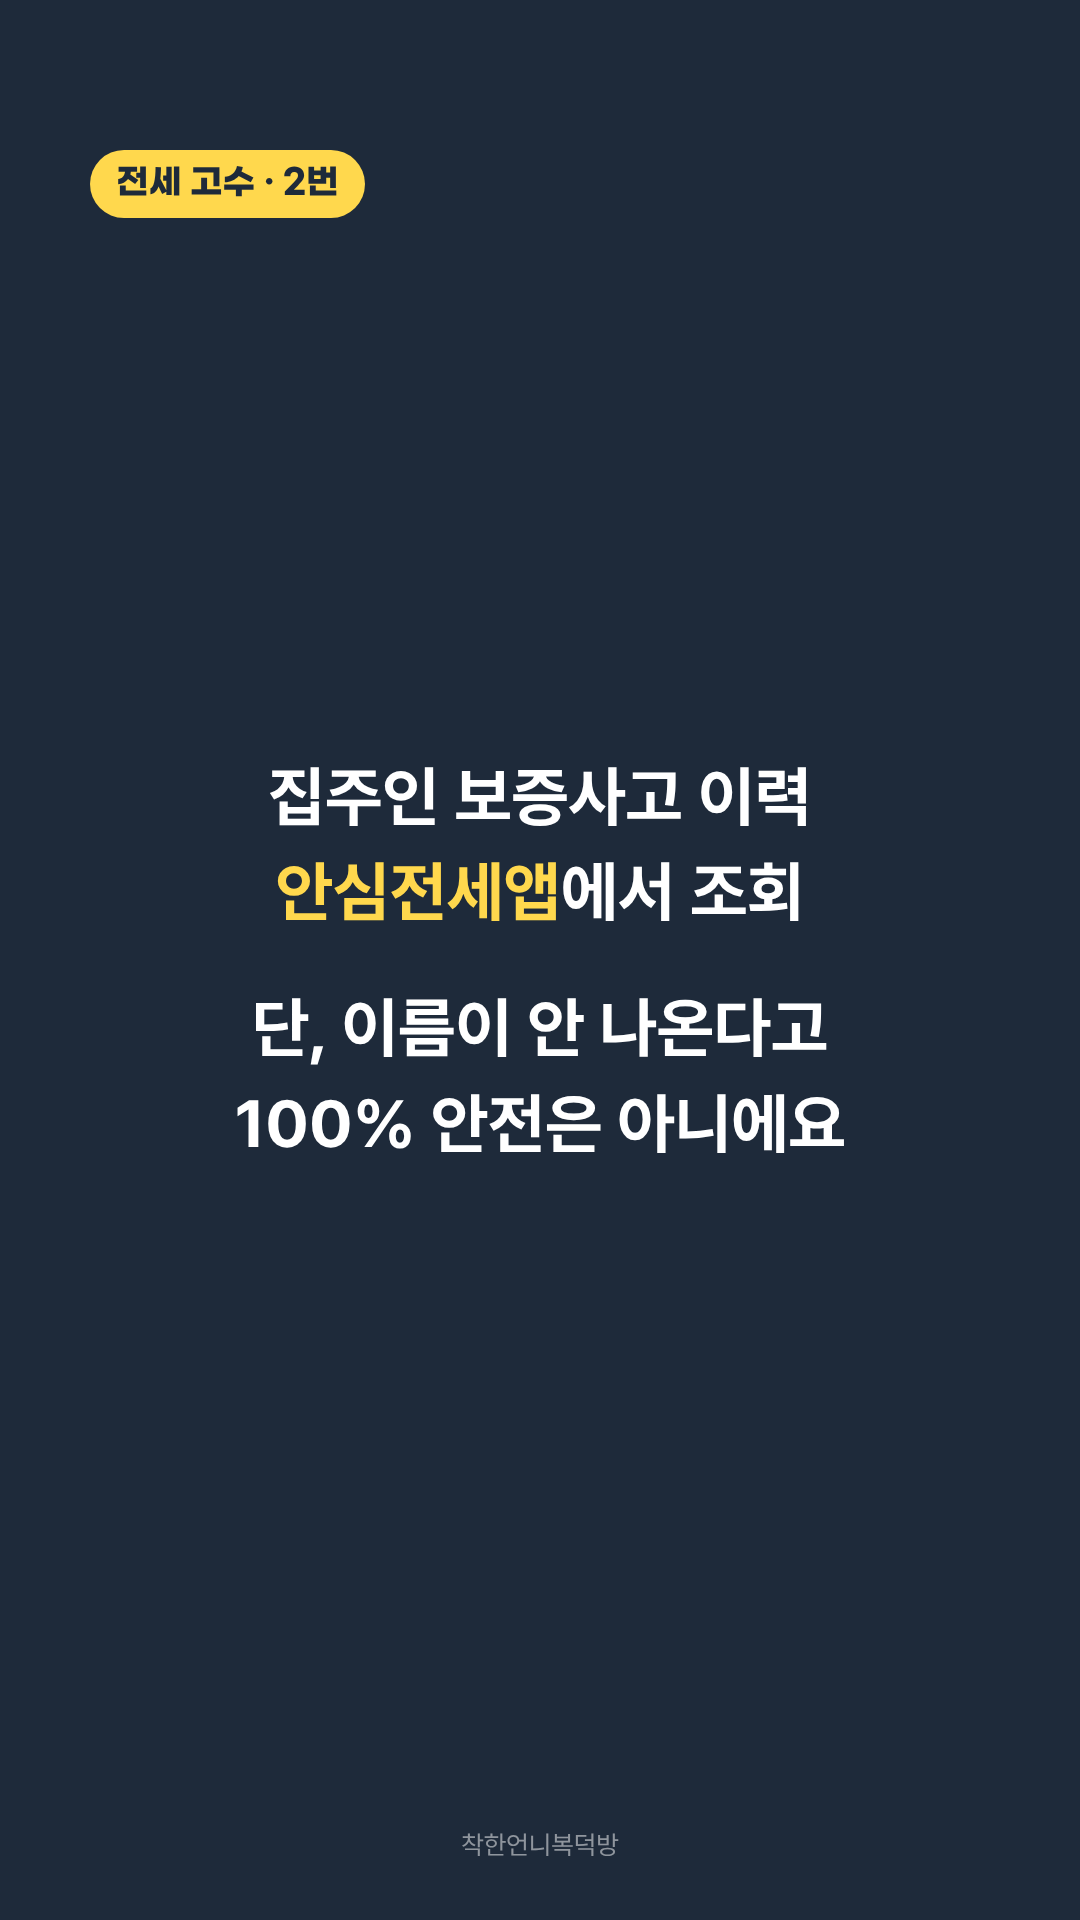 전세 고수 · 2번
집주인 보증사고 이력
안심전세앱에서 조회
단, 이름이 안 나온다고
100% 안전은 아니에요
착한언니복덕방